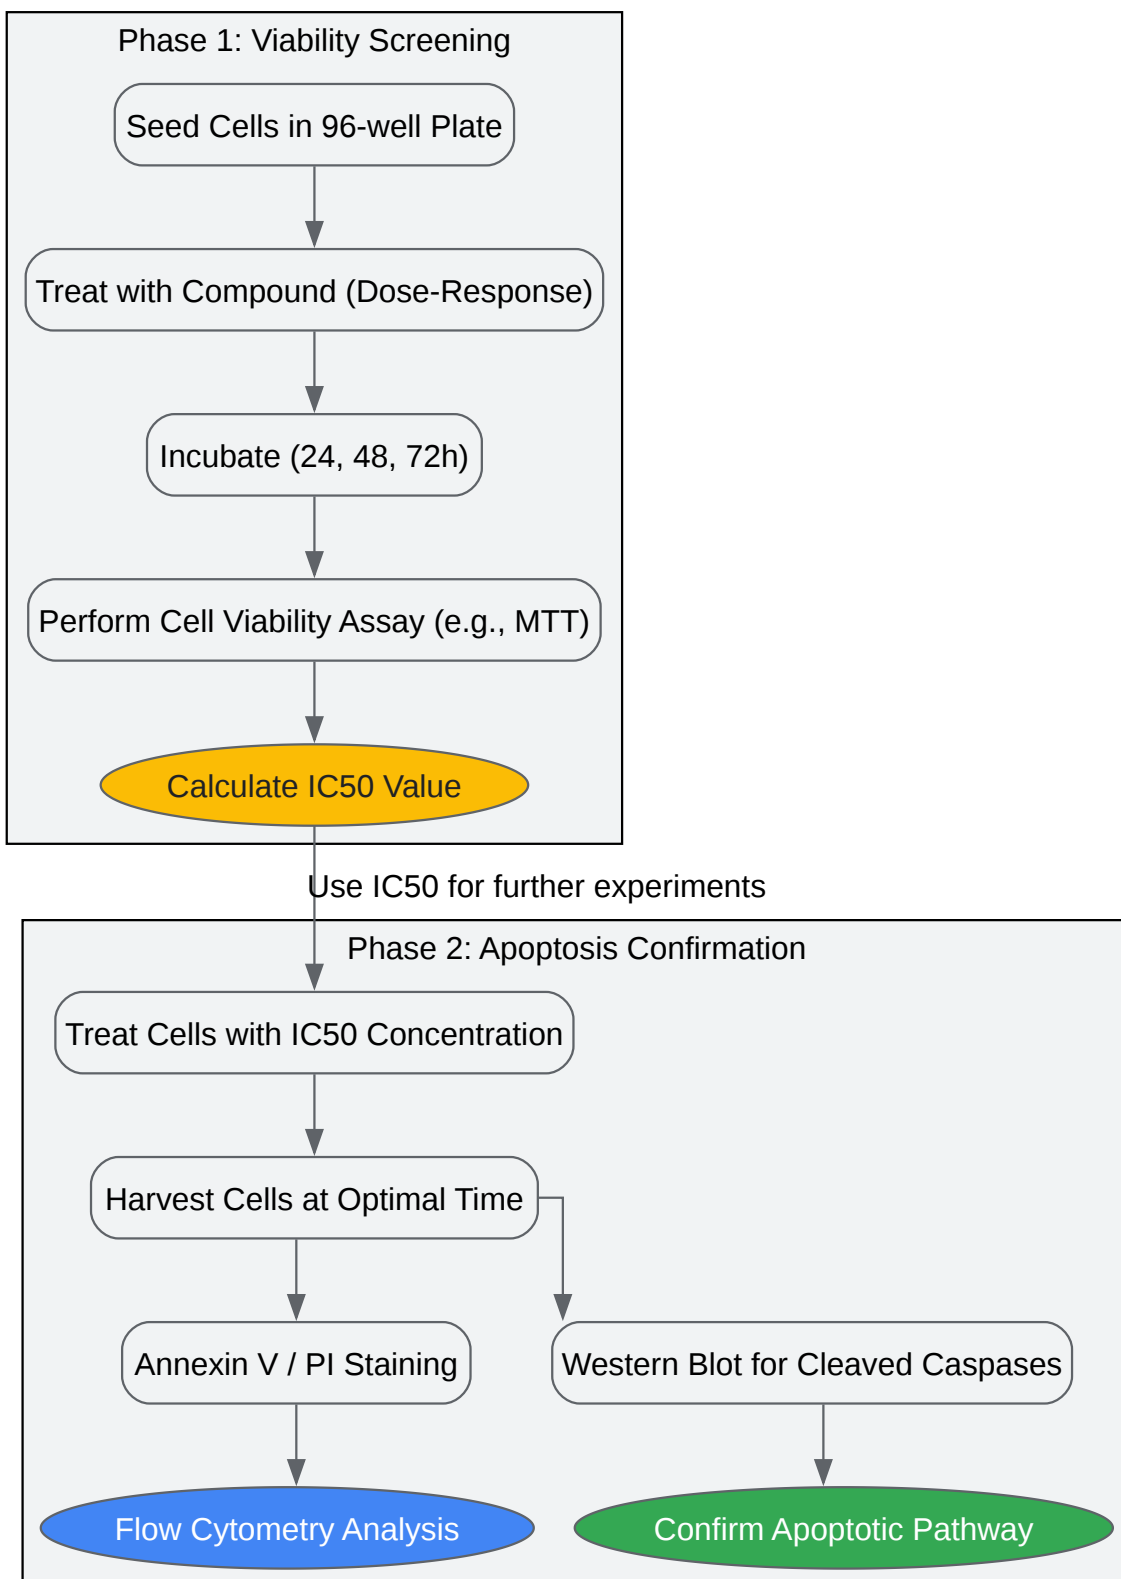 Phase 1: Viability Screening
Seed Cells in 96-well Plate
Treat with Compound (Dose-Response)
Incubate (24, 48, 72h)
Perform Cell Viability Assay (e.g., MTT)
Calculate IC50 Value
Use IC50 for further experiments
Phase 2: Apoptosis Confirmation
Treat Cells with IC50 Concentration
Harvest Cells at Optimal Time
Annexin V / PI Staining
Western Blot for Cleaved Caspases
Flow Cytometry Analysis
Confirm Apoptotic Pathway